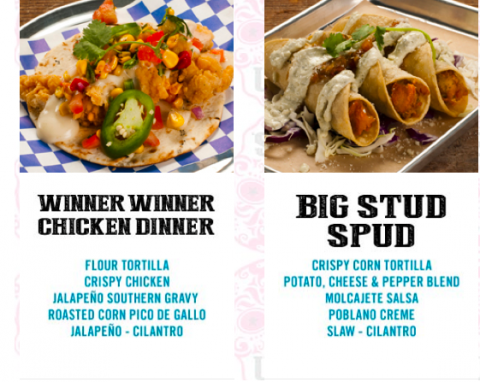 WINNER WINNER
CHICKEN DINNER
FLOUR TORTILLA
CRISPY CHICKEN
JALAPEÑO SOUTHERN GRAVY
ROASTED CORN PICO DE GALLO
JALAPEÑO - CILANTRO
BIG STUD
SPUD
CRISPY CORN TORTILLA
POTATO, CHEESE & PEPPER BLEND
MOLCAJETE SALSA
POBLANO CREME
SLAW - CILANTRO